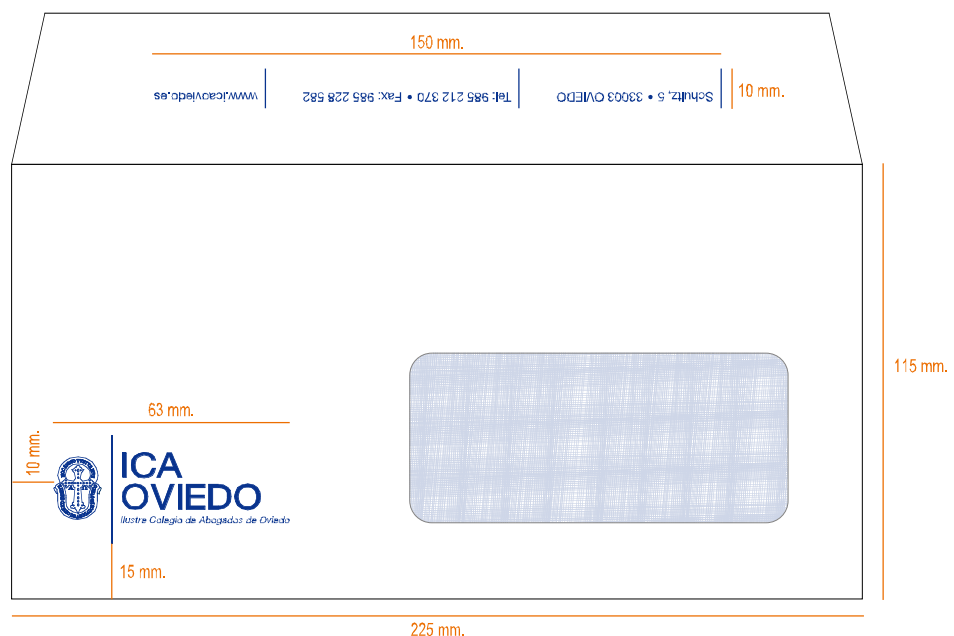 150 mm.
Schultz, 5 • 33003 OVIEDO
Tel: 985 212 370 • Fax: 985 228 582
www.icaoviedo.es
10 mm.
115 mm.
63 mm.
10 mm.
ICA
OVIEDO
Ilustre Colegio de Abogados de Oviedo
15 mm.
225 mm.